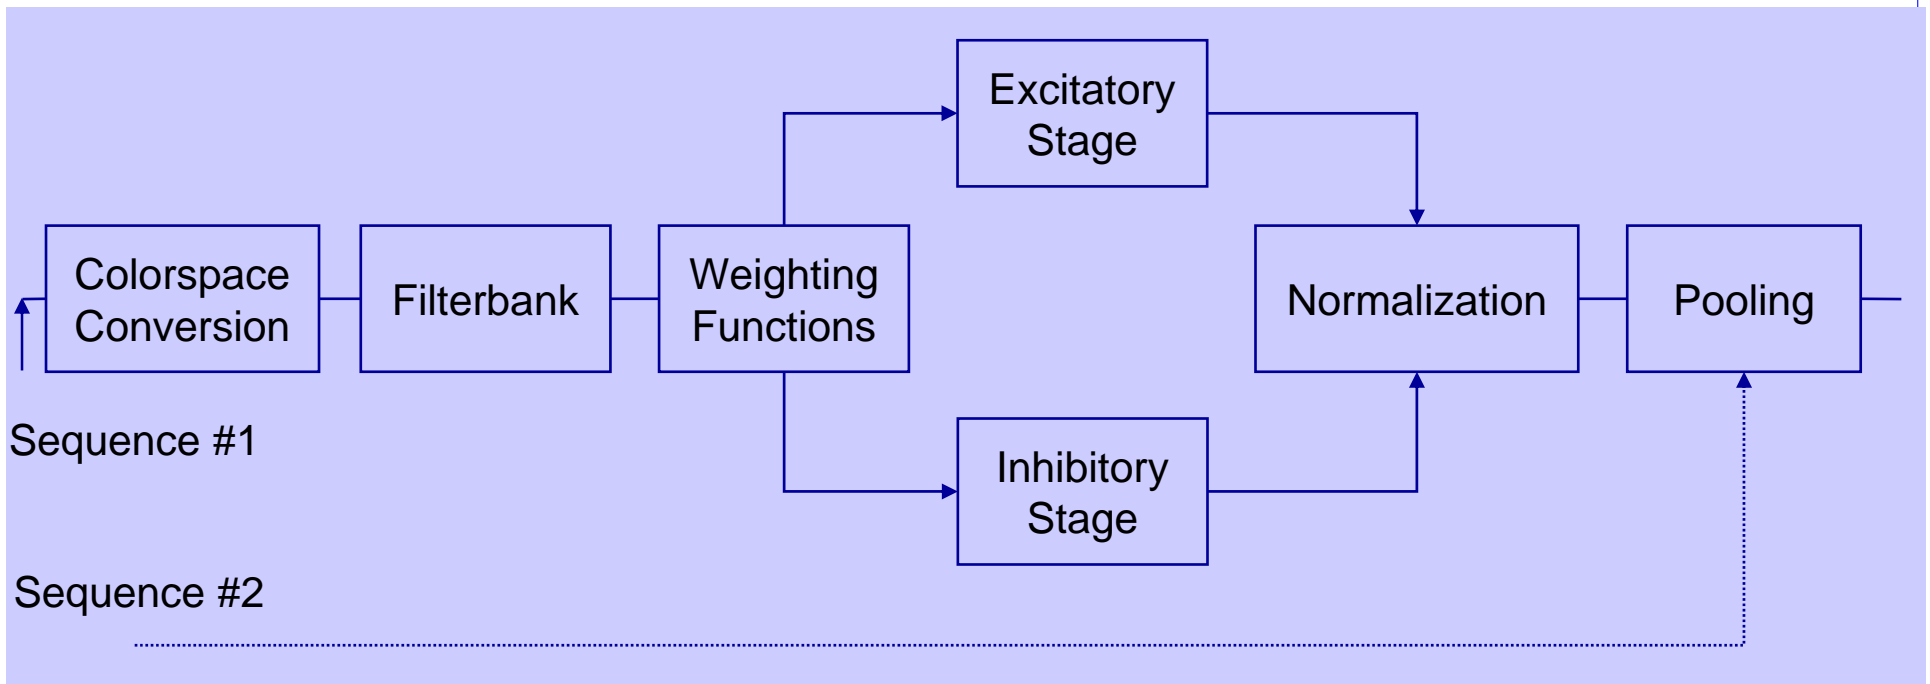 Excitatory
Stage
Colorspace
Conversion
Filterbank
Weighting
Functions
Normalization
Pooling
Sequence #1
Inhibitory
Stage
Sequence #2